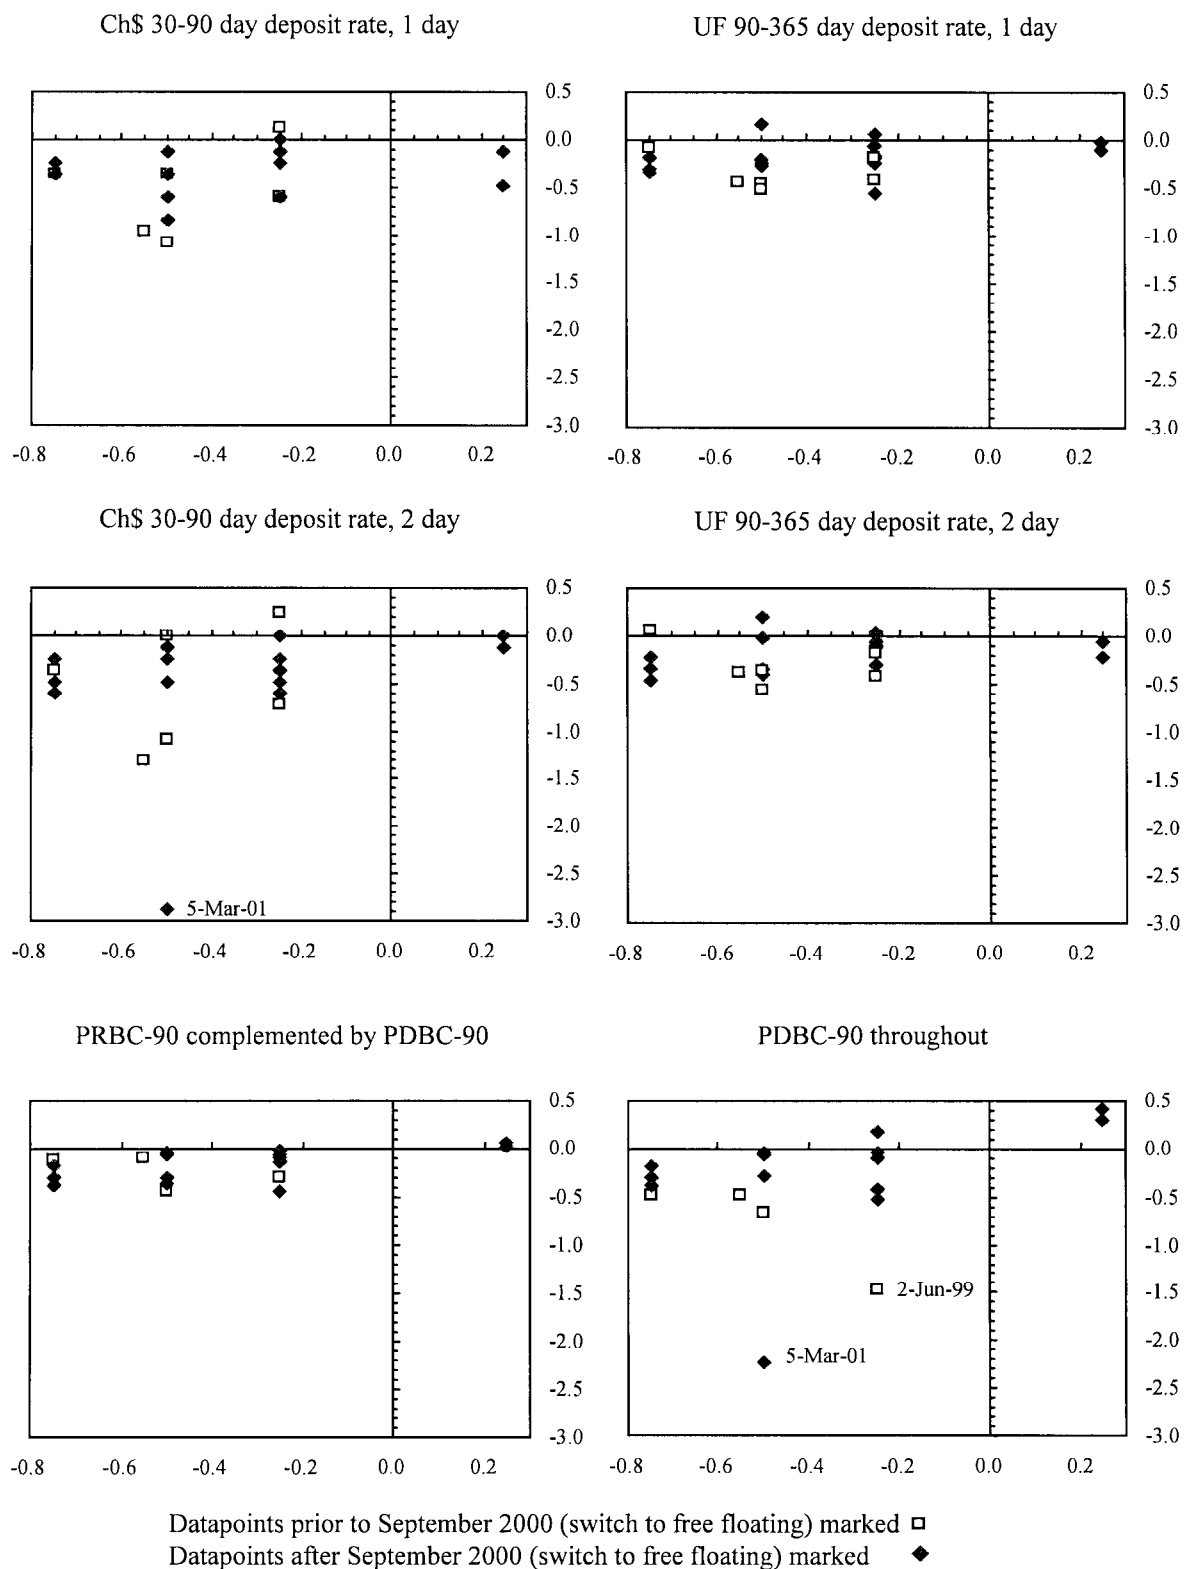 Ch$ 30-90 day deposit rate, 1 day
UF 90-365 day deposit rate, 1 day
0.5
0.0
-0.5
-1.0
-1.5
-2.0
-2.5
-3.0
-0.8 -0.6 -0.4 -0.2 0.0 0.2
0.5
0.0
-0.5
-1.0
-1.5
-2.0
-2.5
-3.0
-0.8 -0.6 -0.4 -0.2 0.0 0.2
Ch$ 30-90 day deposit rate, 2 day
UF 90-365 day deposit rate, 2 day
0.5
0.0
-0.5
-1.0
-1.5
-2.0
-2.5
-3.0
5-Mar-01
-0.8 -0.6 -0.4 -0.2 0.0 0.2
0.5
0.0
-0.5
-1.0
-1.5
-2.0
-2.5
-3.0
-0.8 -0.6 -0.4 -0.2 0.0 0.2
PRBC-90 complemented by PDBC-90
PDBC-90 throughout
0.5
0.0
-0.5
-1.0
-1.5
-2.0
-2.5
-3.0
-0.8 -0.6 -0.4 -0.2 0.0 0.2
0.5
0.0
-0.5
-1.0
-1.5
-2.0
-2.5
-3.0
2-Jun-99
5-Mar-01
-0.8 -0.6 -0.4 -0.2 0.0 0.2
Datapoints prior to September 2000 (switch to free floating) marked
Datapoints after September 2000 (switch to free floating) marked